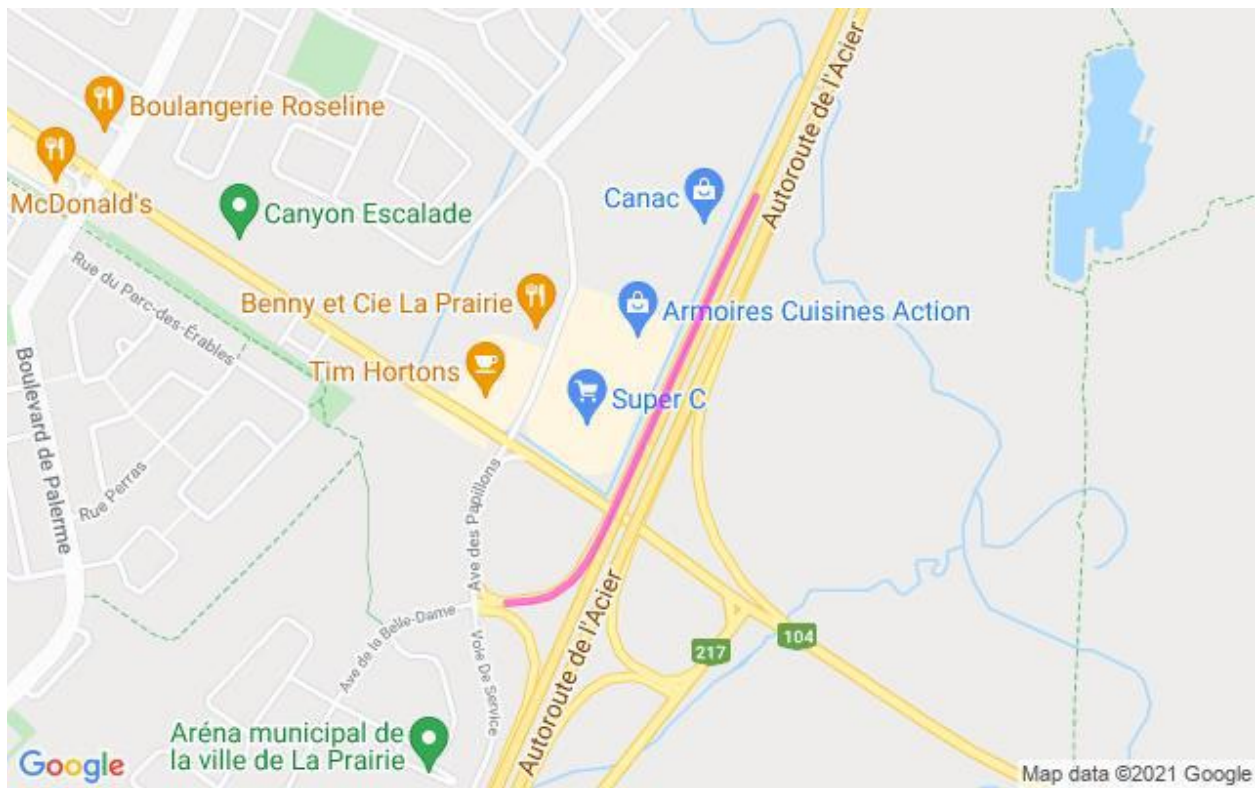 Boulangerie Roseline
McDonald's
Canyon Escalade
Rue du Parc-des-Érables
Benny et Cie La Prairie
Tim Hortons
Canac
Armoires Cuisines Action
Super C
Autoroute de l'Acier
Boulevard de Palerme
Rue Perras
Ave des Papillons
Ave de la Belle-Dame
Voie De Service
Autoroute de l'Acier
217
104
Aréna municipal de
la ville de La Prairie
Google
Map data ©2021 Google